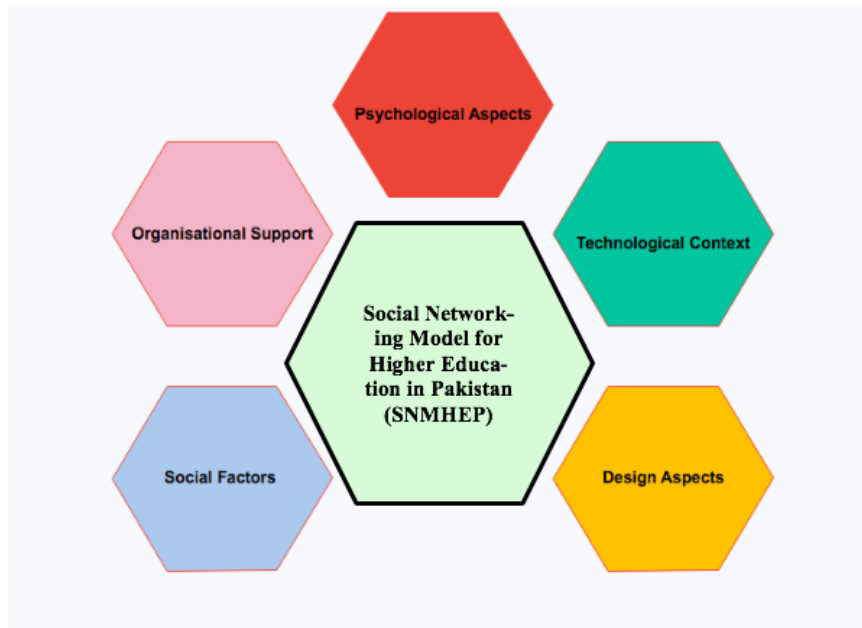 Psychological Aspects
Organisational Support
Technological Context
Social Network-
ing Model for
Higher Educa-
tion in Pakistan
(SNMHEP)
Social Factors
Design Aspects